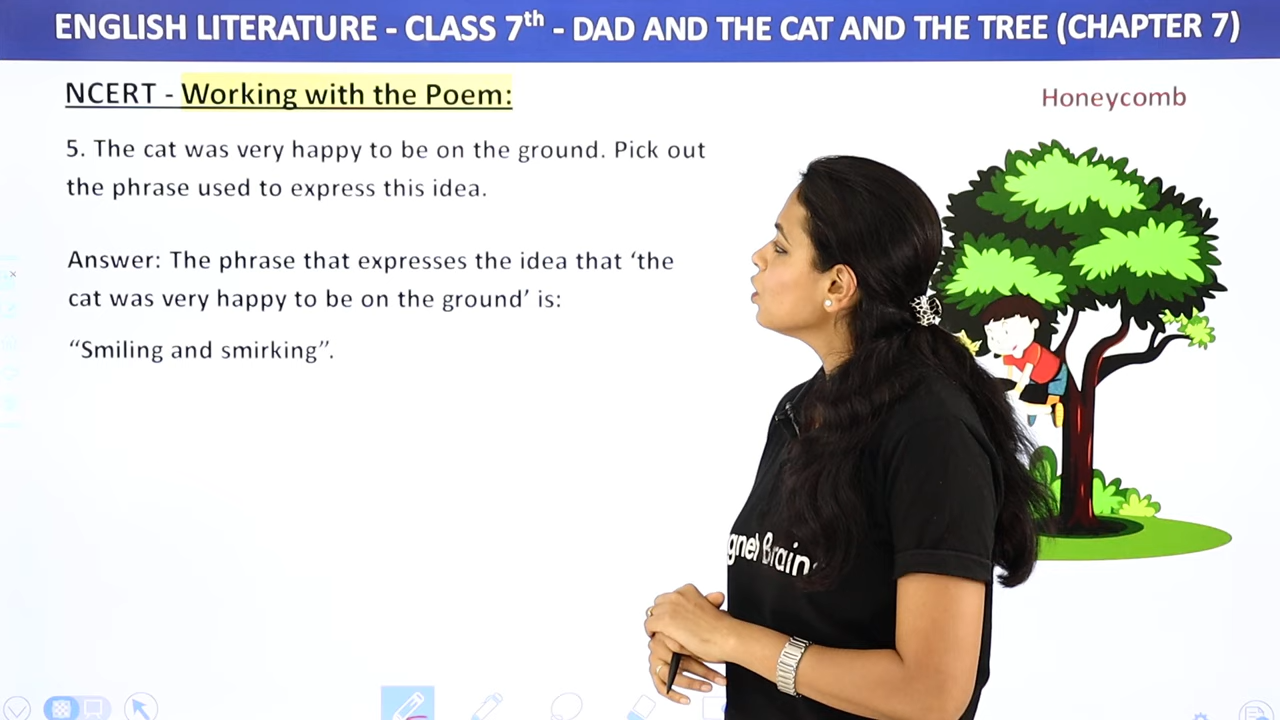 ENGLISH LITERATURE - CLASS 7th - DAD AND THE CAT AND THE TREE (CHAPTER 7)
NCERT - Working with the Poem:
Honeycomb
5. The cat was very happy to be on the ground. Pick out
the phrase used to express this idea.
Answer: The phrase that expresses the idea that ‘the
cat was very happy to be on the ground’ is:
“Smiling and smirking”.
gnet Brains